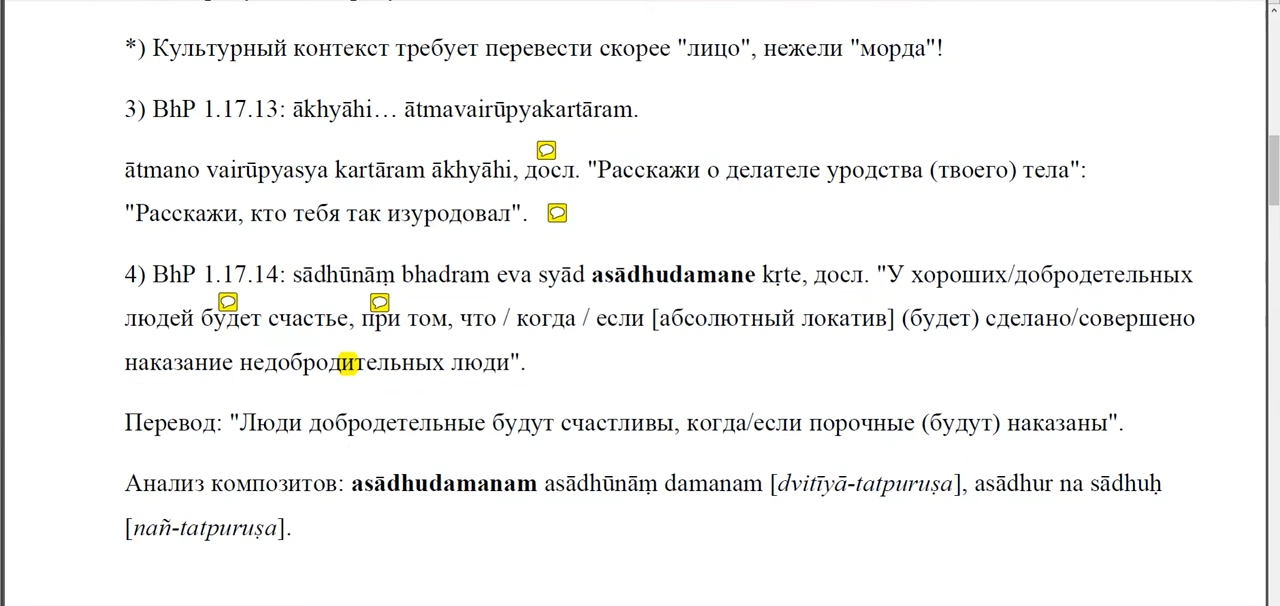 *) Культурный контекст требует перевести скорее "лицо", нежели "морда"!
3) BhP 1.17.13: ākhyāhi… ātmavairūpyakartāram.
ātmano vairūpyasya kartāram ākhyāhi, досл. "Расскажи о делателе уродства (твоего) тела":
"Расскажи, кто тебя так изуродовал".
4) BhP 1.17.14: sādhūnāṃ bhadram eva syād asādhudamane kṛte, досл. "У хороших/добродетельных
людей будет счастье, при том, что / когда / если [абсолютный локатив] (будет) сделано/совершено
наказание недобродительных люди".
Перевод: "Люди добродетельные будут счастливы, когда/если порочные (будут) наказаны".
Анализ композитов: asādhudamanam asādhūnāṃ damanam [dvitīyā-tatpuruṣa], asādhur na sādhuḥ
[nañ-tatpuruṣa].